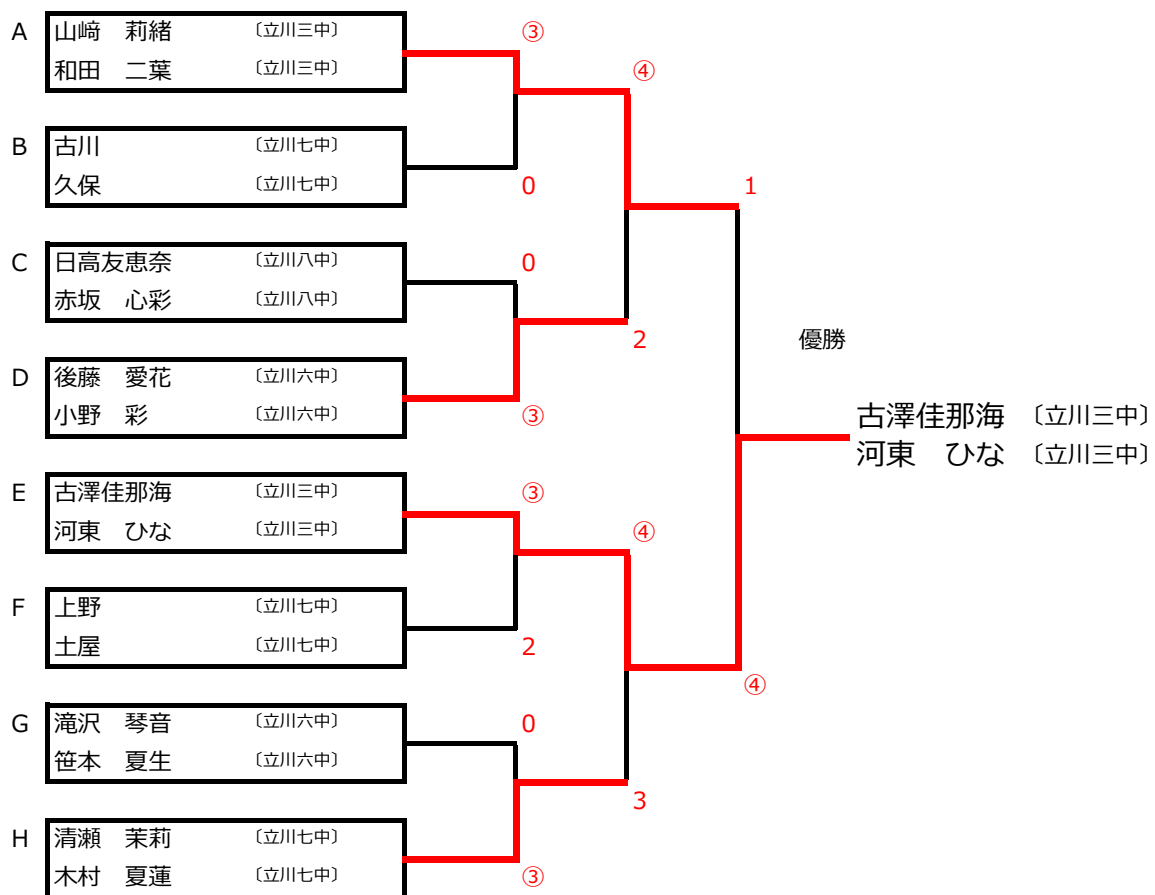 A 山﨑　莉緒 〔立川三中〕 ③
和田　二葉 〔立川三中〕 ④
B 古川 〔立川七中〕
久保 〔立川七中〕 0 1
C 日高友恵奈 〔立川八中〕 0
赤坂　心彩 〔立川八中〕
2 優勝
D 後藤　愛花 〔立川六中〕
小野　彩 〔立川六中〕 ③
古澤佳那海 〔立川三中〕
河東　ひな 〔立川三中〕
E 古澤佳那海 〔立川三中〕 ③
河東　ひな 〔立川三中〕 ④
F 上野 〔立川七中〕
土屋 〔立川七中〕 2
④
G 滝沢　琴音 〔立川六中〕 0
笹本　夏生 〔立川六中〕
3
H 清瀬　茉莉 〔立川七中〕
木村　夏蓮 〔立川七中〕 ③